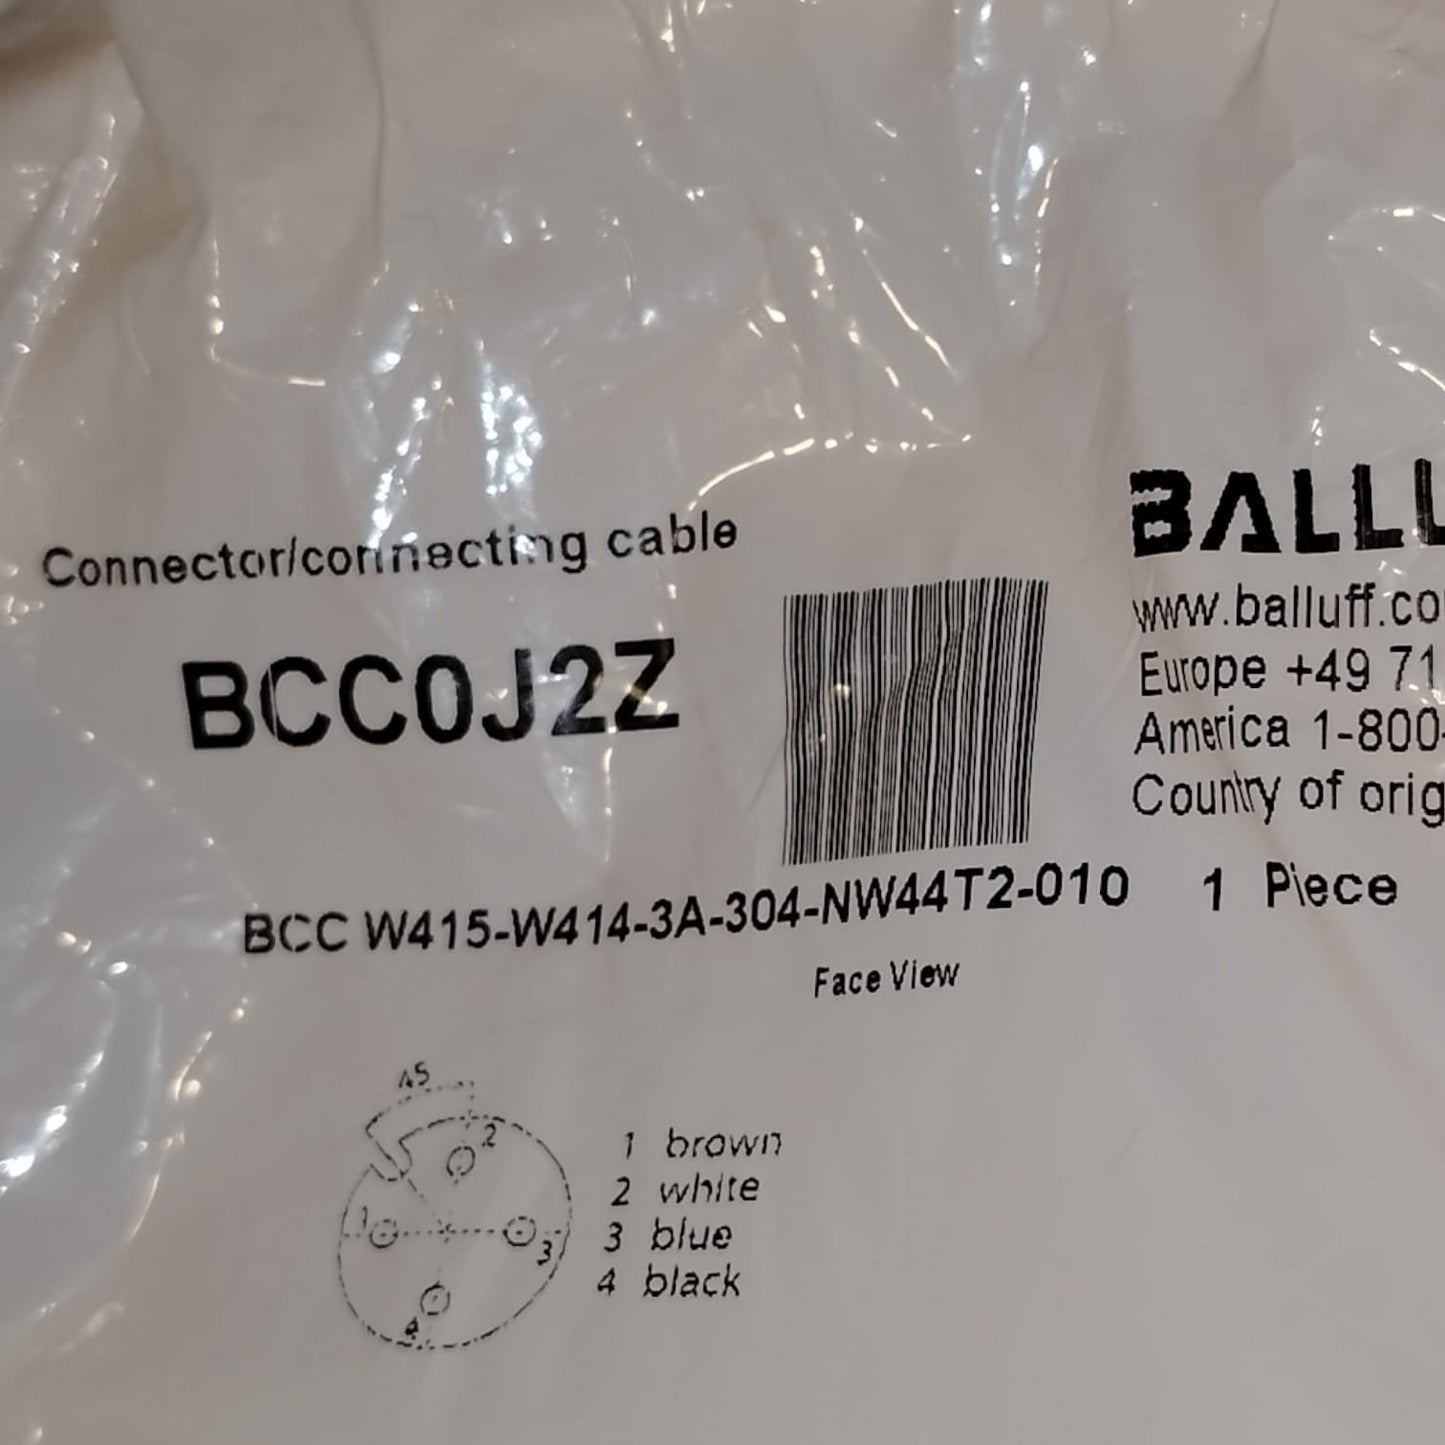 Connector/connecting cable
BCC0J2Z
BALLU
www.balluff.co
Europe +49 71
America 1-800-
Country of orig
BCC W415-W414-3A-304-NW44T2-010 1 Piece
Face View
45
2
1
3
4
1 brown
2 white
3 blue
4 black